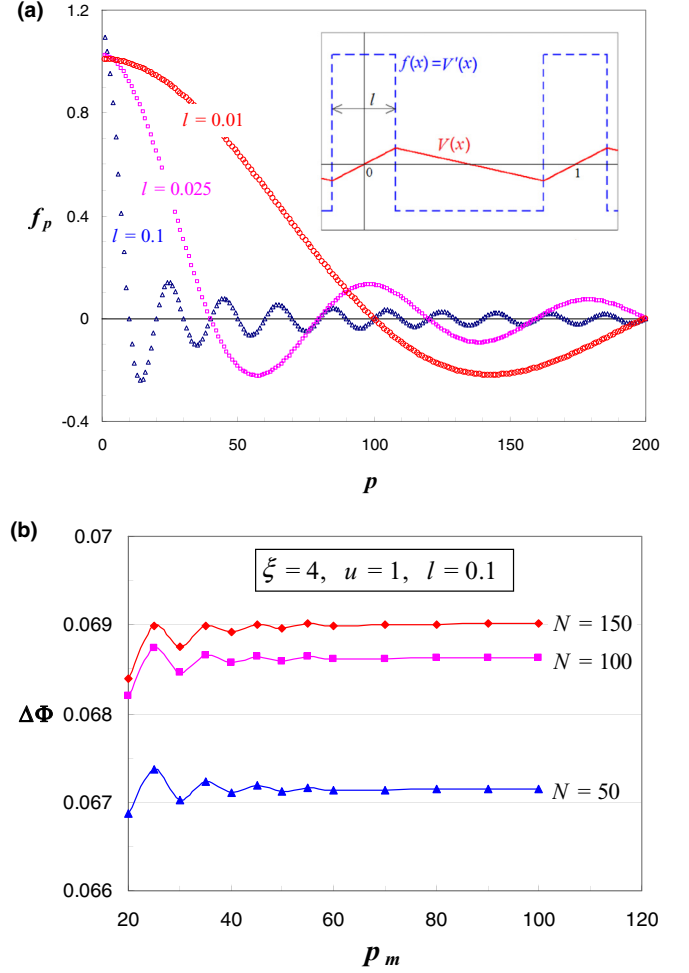 (a)
1.2
0.8
0.4
0
-0.4
f_p
0
50
100
150
200
p
l = 0.01
l = 0.025
l = 0.1
f(x)=V'(x)
l
V(x)
0
1
(b)
0.07
0.069
0.068
0.067
0.066
ΔΦ
ξ = 4, u = 1, l = 0.1
N = 150
N = 100
N = 50
20
40
60
80
100
120
p_m